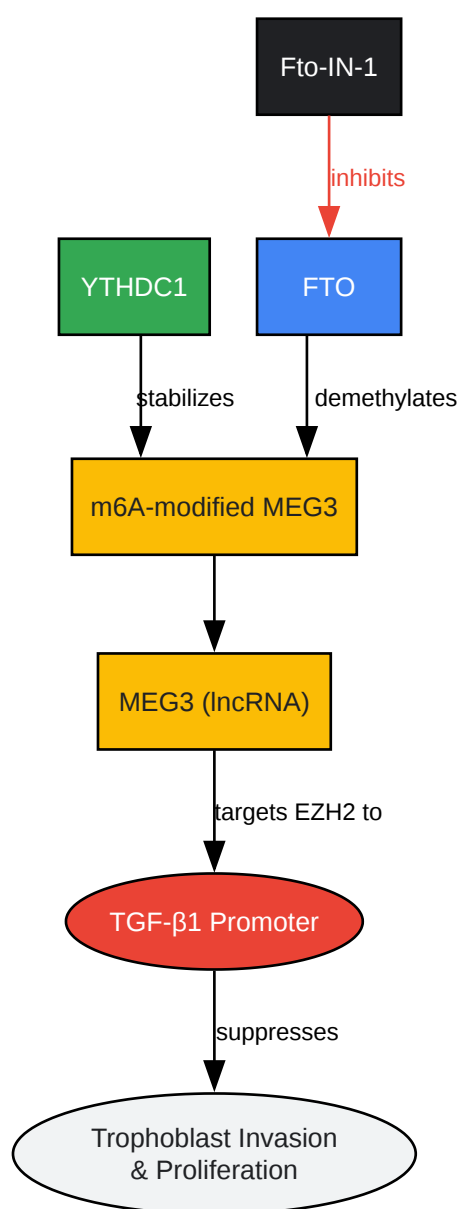 Fto-IN-1
inhibits
YTHDC1
FTO
stabilizes
demethylates
m6A-modified MEG3
MEG3 (lncRNA)
targets EZH2 to
TGF-β1 Promoter
suppresses
Trophoblast Invasion
& Proliferation